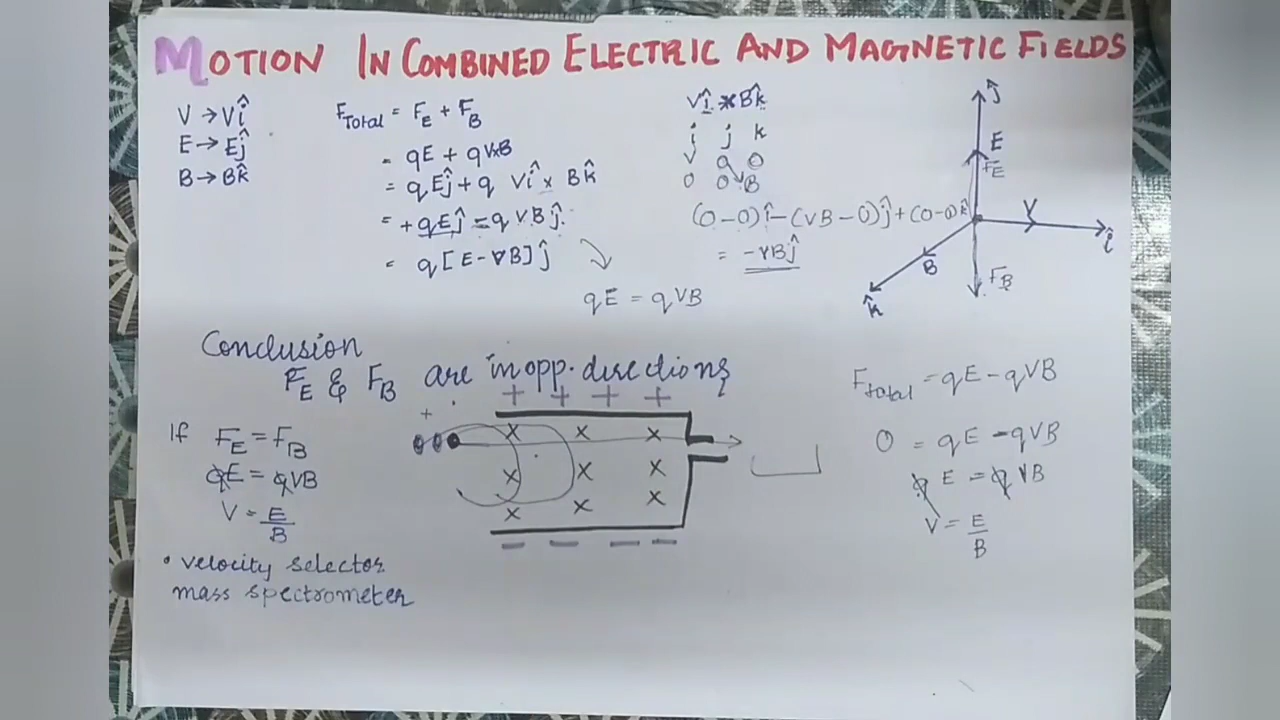 MOTION IN COMBINED ELECTRIC AND MAGNETIC FIELDS
V → Vî
E → Eĵ
B → Bk̂
F_Total = F_E + F_B
= qE + qV×B
= qEĵ + q Vî × Bk̂
= +qEĵ = qVBĵ.
= q[E-VB]ĵ
qE = qVB
Vî × Bk̂
i j k
V 0 0
0 0 B
(0-0)î-(VB-0)ĵ+(0-0)k̂
= -VBĵ
ĵ
E
F_E
V
î
B
k̂
F_B
Conclusion
F_E & F_B are in opp. directions
If F_E = F_B
qE = qVB
V = E/B
• velocity selector
mass spectrometer
+
+ + + +
× × ×
× × ×
× × ×
– – – –
F_total = qE - qVB
0 = qE - qVB
qE = qVB
V = E/B